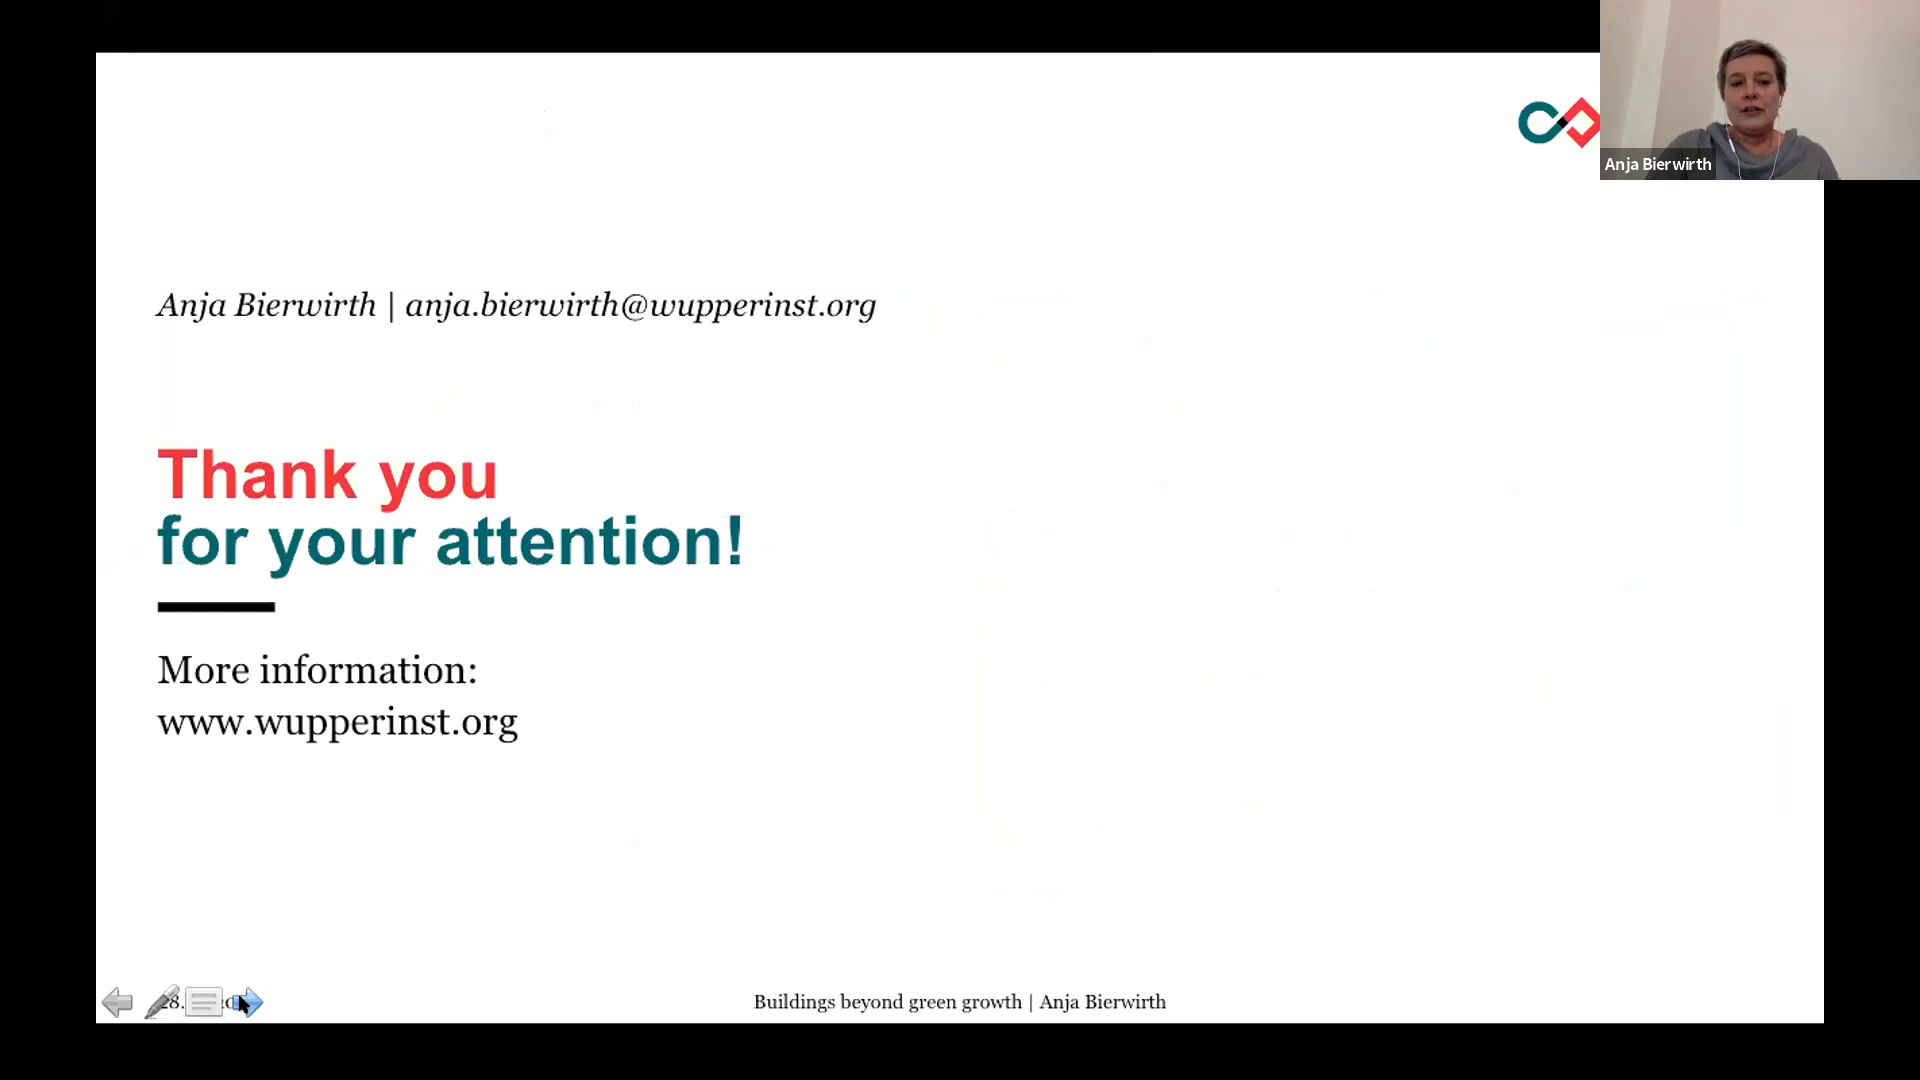 Anja Bierwirth
Anja Bierwirth | anja.bierwirth@wupperinst.org
Thank you
for your attention!
More information:
www.wupperinst.org
Buildings beyond green growth | Anja Bierwirth